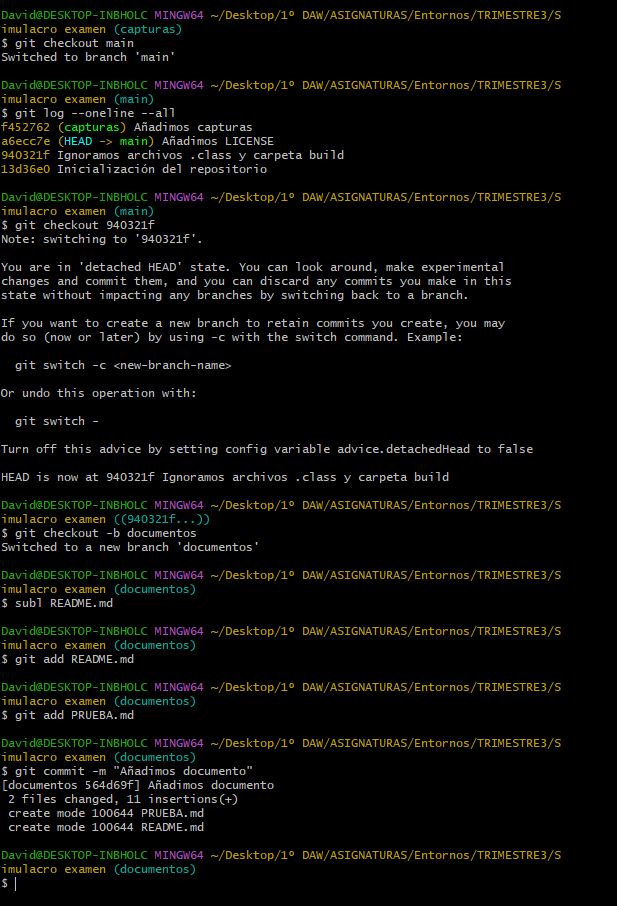 David@DESKTOP-INBHOLC MINGW64 ~/Desktop/1º DAW/ASIGNATURAS/Entornos/TRIMESTRE3/S
imulacro examen (capturas)
$ git checkout main
Switched to branch 'main'
David@DESKTOP-INBHOLC MINGW64 ~/Desktop/1º DAW/ASIGNATURAS/Entornos/TRIMESTRE3/S
imulacro examen (main)
$ git log --oneline --all
f452762 (capturas) Añadimos capturas
a6ecc7e (HEAD -> main) Añadimos LICENSE
940321f Ignoramos archivos .class y carpeta build
13d36e0 Inicialización del repositorio
David@DESKTOP-INBHOLC MINGW64 ~/Desktop/1º DAW/ASIGNATURAS/Entornos/TRIMESTRE3/S
imulacro examen (main)
$ git checkout 940321f
Note: switching to '940321f'.
You are in 'detached HEAD' state. You can look around, make experimental
changes and commit them, and you can discard any commits you make in this
state without impacting any branches by switching back to a branch.
If you want to create a new branch to retain commits you create, you may
do so (now or later) by using -c with the switch command. Example:
git switch -c <new-branch-name>
Or undo this operation with:
git switch -
Turn off this advice by setting config variable advice.detachedHead to false
HEAD is now at 940321f Ignoramos archivos .class y carpeta build
David@DESKTOP-INBHOLC MINGW64 ~/Desktop/1º DAW/ASIGNATURAS/Entornos/TRIMESTRE3/S
imulacro examen ((940321f...))
$ git checkout -b documentos
Switched to a new branch 'documentos'
David@DESKTOP-INBHOLC MINGW64 ~/Desktop/1º DAW/ASIGNATURAS/Entornos/TRIMESTRE3/S
imulacro examen (documentos)
$ subl README.md
David@DESKTOP-INBHOLC MINGW64 ~/Desktop/1º DAW/ASIGNATURAS/Entornos/TRIMESTRE3/S
imulacro examen (documentos)
$ git add README.md
David@DESKTOP-INBHOLC MINGW64 ~/Desktop/1º DAW/ASIGNATURAS/Entornos/TRIMESTRE3/S
imulacro examen (documentos)
$ git add PRUEBA.md
David@DESKTOP-INBHOLC MINGW64 ~/Desktop/1º DAW/ASIGNATURAS/Entornos/TRIMESTRE3/S
imulacro examen (documentos)
$ git commit -m "Añadimos documento"
[documentos 564d69f] Añadimos documento
2 files changed, 11 insertions(+)
create mode 100644 PRUEBA.md
create mode 100644 README.md
David@DESKTOP-INBHOLC MINGW64 ~/Desktop/1º DAW/ASIGNATURAS/Entornos/TRIMESTRE3/S
imulacro examen (documentos)
$